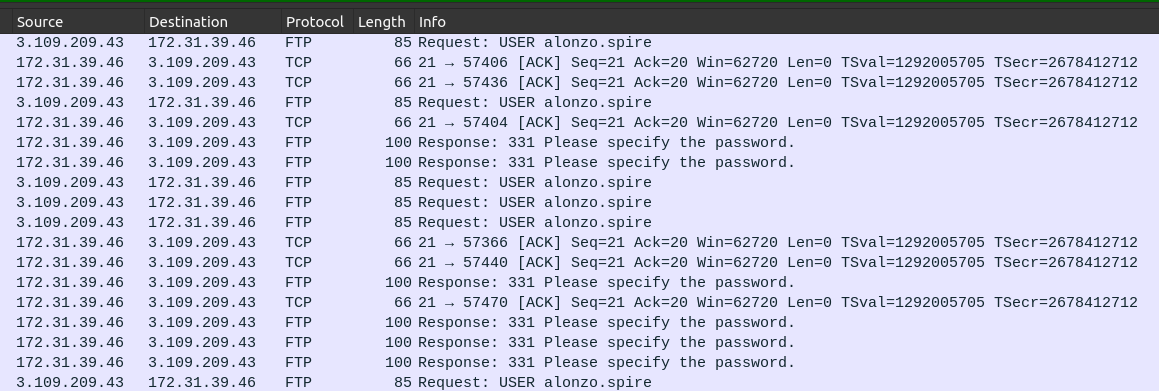 Source Destination Protocol Length Info
3.109.209.43 172.31.39.46 FTP 85 Request: USER alonzo.spire
172.31.39.46 3.109.209.43 TCP 66 21 → 57406 [ACK] Seq=21 Ack=20 Win=62720 Len=0 TSval=1292005705 TSecr=2678412712
172.31.39.46 3.109.209.43 TCP 66 21 → 57436 [ACK] Seq=21 Ack=20 Win=62720 Len=0 TSval=1292005705 TSecr=2678412712
3.109.209.43 172.31.39.46 FTP 85 Request: USER alonzo.spire
172.31.39.46 3.109.209.43 TCP 66 21 → 57404 [ACK] Seq=21 Ack=20 Win=62720 Len=0 TSval=1292005705 TSecr=2678412712
172.31.39.46 3.109.209.43 FTP 100 Response: 331 Please specify the password.
172.31.39.46 3.109.209.43 FTP 100 Response: 331 Please specify the password.
3.109.209.43 172.31.39.46 FTP 85 Request: USER alonzo.spire
3.109.209.43 172.31.39.46 FTP 85 Request: USER alonzo.spire
3.109.209.43 172.31.39.46 FTP 85 Request: USER alonzo.spire
172.31.39.46 3.109.209.43 TCP 66 21 → 57366 [ACK] Seq=21 Ack=20 Win=62720 Len=0 TSval=1292005705 TSecr=2678412712
172.31.39.46 3.109.209.43 TCP 66 21 → 57440 [ACK] Seq=21 Ack=20 Win=62720 Len=0 TSval=1292005705 TSecr=2678412712
172.31.39.46 3.109.209.43 FTP 100 Response: 331 Please specify the password.
172.31.39.46 3.109.209.43 TCP 66 21 → 57470 [ACK] Seq=21 Ack=20 Win=62720 Len=0 TSval=1292005705 TSecr=2678412712
172.31.39.46 3.109.209.43 FTP 100 Response: 331 Please specify the password.
172.31.39.46 3.109.209.43 FTP 100 Response: 331 Please specify the password.
172.31.39.46 3.109.209.43 FTP 100 Response: 331 Please specify the password.
3.109.209.43 172.31.39.46 FTP 85 Request: USER alonzo.spire